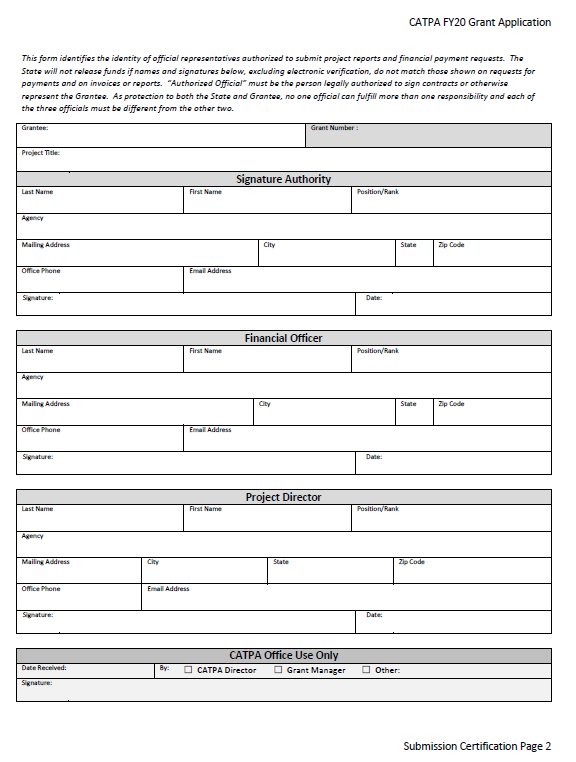 CATPA FY20 Grant Application
This form identifies the identity of official representatives authorized to submit project reports and financial payment requests. The
State will not release funds if names and signatures below, excluding electronic verification, do not match those shown on requests for
payments and on invoices or reports. “Authorized Official” must be the person legally authorized to sign contracts or otherwise
represent the Grantee. As protection to both the State and Grantee, no one official can fulfill more than one responsibility and each of
the three officials must be different from the other two.
Grantee: Grant Number :
Project Title:
Signature Authority
Last Name First Name Position/Rank
Agency
Mailing Address City State Zip Code
Office Phone Email Address
Signature: Date:
Financial Officer
Last Name First Name Position/Rank
Agency
Mailing Address City State Zip Code
Office Phone Email Address
Signature: Date:
Project Director
Last Name First Name Position/Rank
Agency
Mailing Address City State Zip Code
Office Phone Email Address
Signature: Date:
CATPA Office Use Only
Date Received: By: ☐ CATPA Director ☐ Grant Manager ☐ Other:
Signature:
Submission Certification Page 2